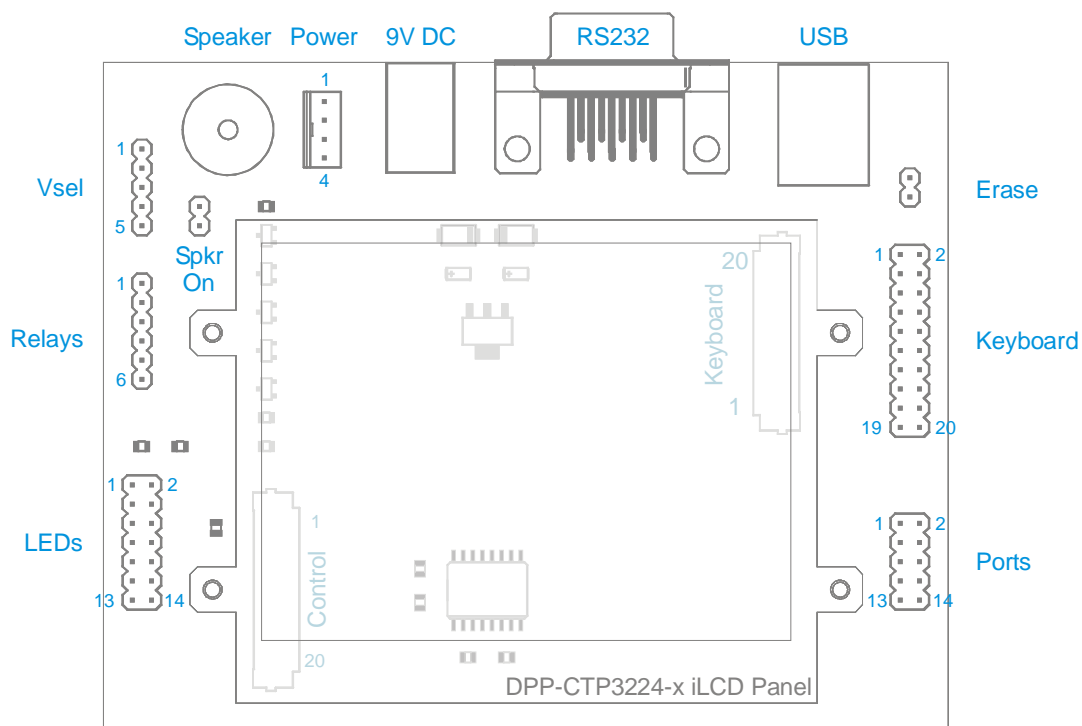 Speaker Power 9V DC RS232 USB
1
1
4
Vsel
Erase
5
Spkr
On
1 2
20
1
Relays
Keyboard
Keyboard
6
1
19 20
1 2
1
1 2
LEDs
Control
Ports
13 14
13 14
20
DPP-CTP3224-x iLCD Panel